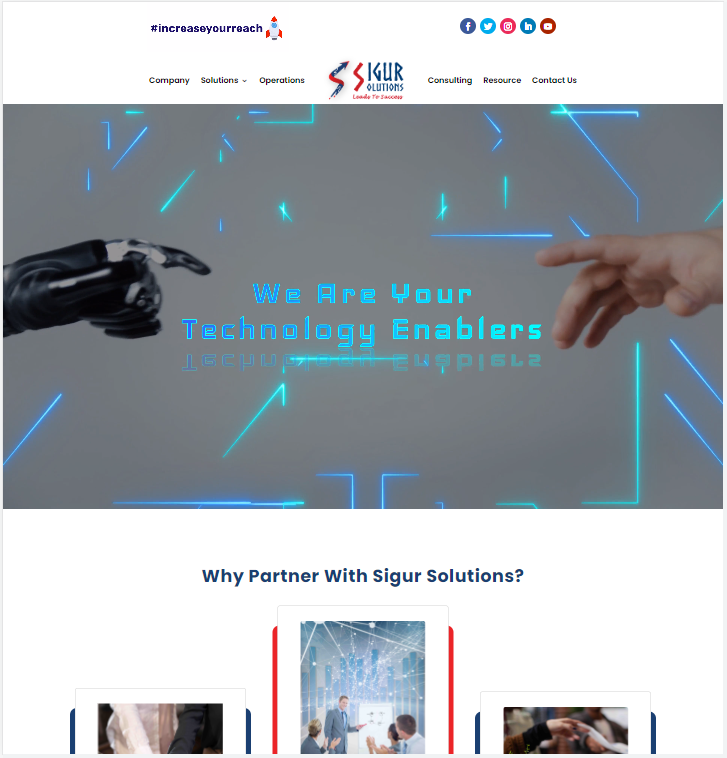 #increaseyourreach
Company Solutions Operations
SIGUR
SOLUTIONS
Leads To Success
Consulting Resource Contact Us
We Are Your
Technology Enablers
Why Partner With Sigur Solutions?